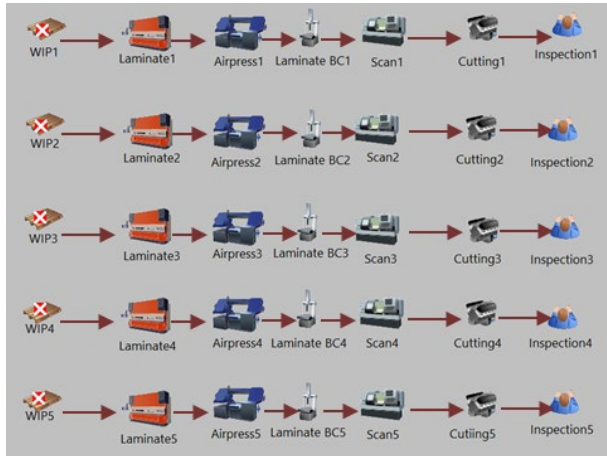 WIP1 Laminate1 Airpress1 Laminate BC1 Scan1 Cutting1 Inspection1
WIP2 Laminate2 Airpress2 Laminate BC2 Scan2 Cutting2 Inspection2
WIP3 Laminate3 Airpress3 Laminate BC3 Scan3 Cutting3 Inspection3
WIP4 Laminate4 Airpress4 Laminate BC4 Scan4 Cutting4 Inspection4
WIP5 Laminate5 Airpress5 Laminate BC5 Scan5 Cutiing5 Inspection5